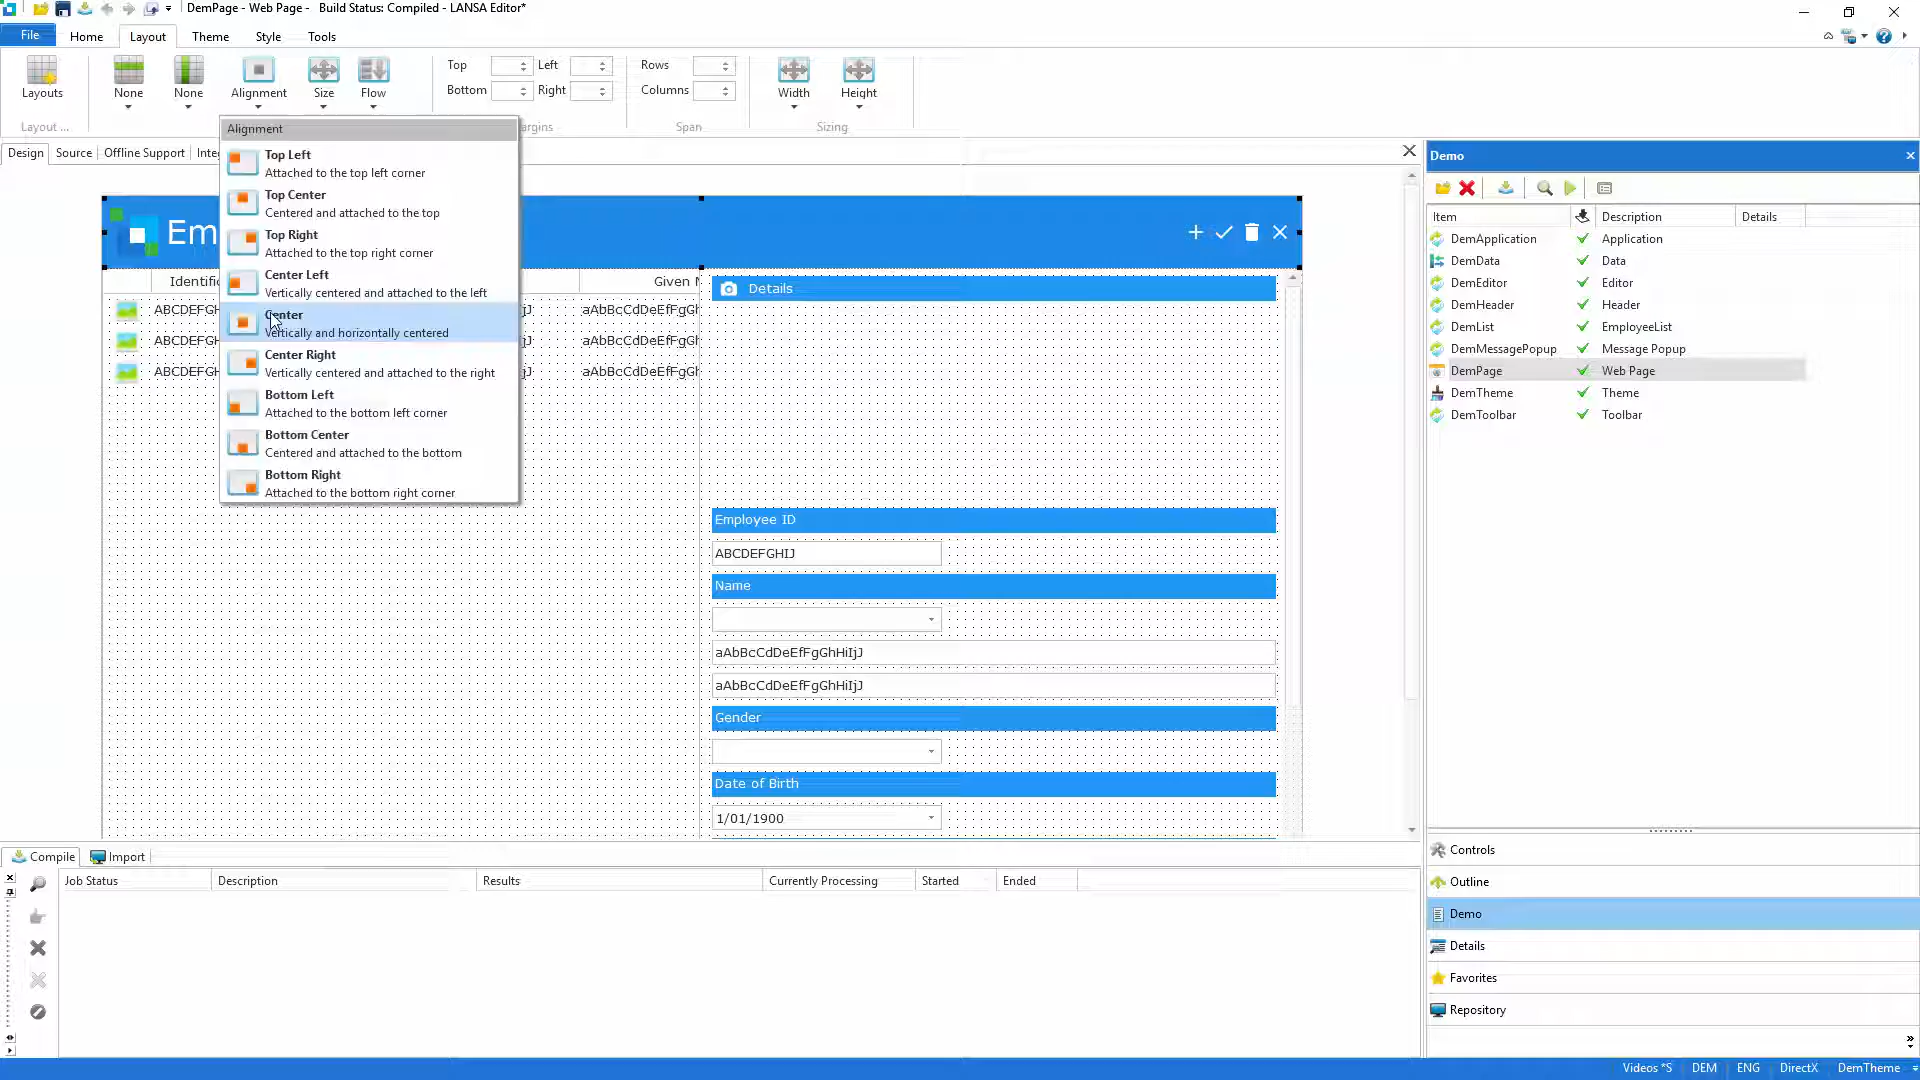 DemPage - Web Page -   Build Status: Compiled - LANSA Editor*
File Home Layout Theme Style Tools
Layouts None None Alignment Size Flow
Top Left Rows
Bottom Right Columns
Width Height
Layout ... Span Sizing
Alignment
Design Source Offline Support
Top Left
Attached to the top left corner
Top Center
Centered and attached to the top
Top Right
Attached to the top right corner
Center Left
Vertically centered and attached to the left
Center
Vertically and horizontally centered
Center Right
Vertically centered and attached to the right
Bottom Left
Attached to the bottom left corner
Bottom Center
Centered and attached to the bottom
Bottom Right
Attached to the bottom right corner
Em
Identific Given
ABCDEFGH jJ aAbBcCdDeEfFgGh
ABCDEFGH jJ aAbBcCdDeEfFgGh
ABCDEFGH jJ aAbBcCdDeEfFgGh
Details
Employee ID
ABCDEFGHIJ
Name
aAbBcCdDeEfFgGhHiIjJ
aAbBcCdDeEfFgGhHiIjJ
Gender
Date of Birth
1/01/1900
Demo
Item Description Details
DemApplication Application
DemData Data
DemEditor Editor
DemHeader Header
DemList EmployeeList
DemMessagePopup Message Popup
DemPage Web Page
DemTheme Theme
DemToolbar Toolbar
Controls
Outline
Demo
Details
Favorites
Repository
Compile Import
Job Status Description Results Currently Processing Started Ended
Videos *S DEM ENG DirectX DemTheme